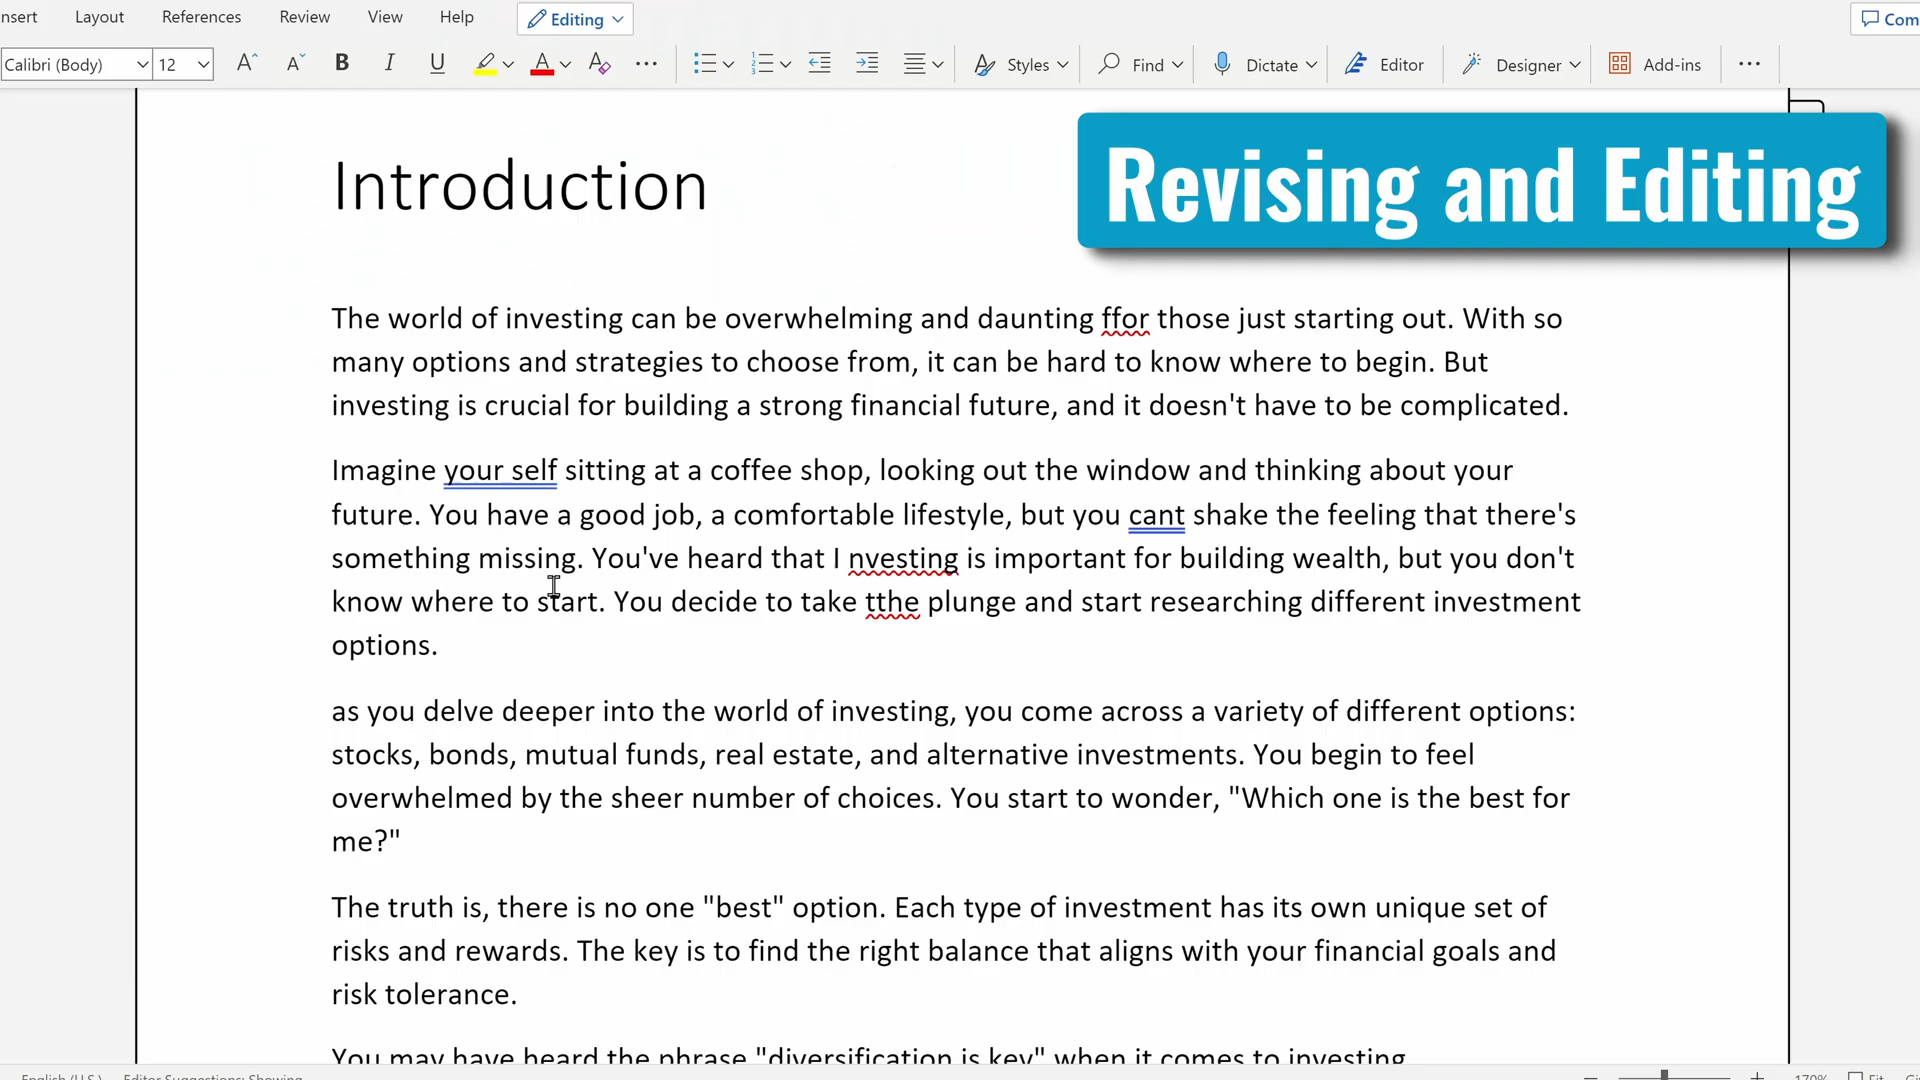 nsert Layout References Review View Help Editing Com
Calibri (Body) 12 A A B I U A A Styles Find Dictate Editor Designer Add-ins
Introduction
Revising and Editing
The world of investing can be overwhelming and daunting ffor those just starting out. With so
many options and strategies to choose from, it can be hard to know where to begin. But
investing is crucial for building a strong financial future, and it doesn't have to be complicated.
Imagine your self sitting at a coffee shop, looking out the window and thinking about your
future. You have a good job, a comfortable lifestyle, but you cant shake the feeling that there's
something missing. You've heard that I nvesting is important for building wealth, but you don't
know where to start. You decide to take tthe plunge and start researching different investment
options.
as you delve deeper into the world of investing, you come across a variety of different options:
stocks, bonds, mutual funds, real estate, and alternative investments. You begin to feel
overwhelmed by the sheer number of choices. You start to wonder, "Which one is the best for
me?"
The truth is, there is no one "best" option. Each type of investment has its own unique set of
risks and rewards. The key is to find the right balance that aligns with your financial goals and
risk tolerance.
You may have heard the phrase "diversification is key" when it comes to investing
English (U.S.) Editor Suggestions: Showing 170% Fit